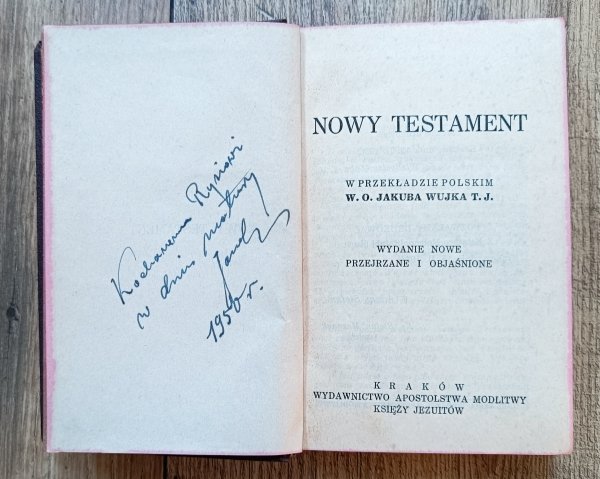 Kochanemu Rysiowi
w dniu matury
1950 r.
NOWY TESTAMENT
W PRZEKŁADZIE POLSKIM
W. O. JAKUBA WUJKA T. J.
WYDANIE NOWE
PRZEJRZANE I OBJAŚNIONE
KRAKÓW
WYDAWNICTWO APOSTOLSTWA MODLITWY
KSIĘŻY JEZUITÓW